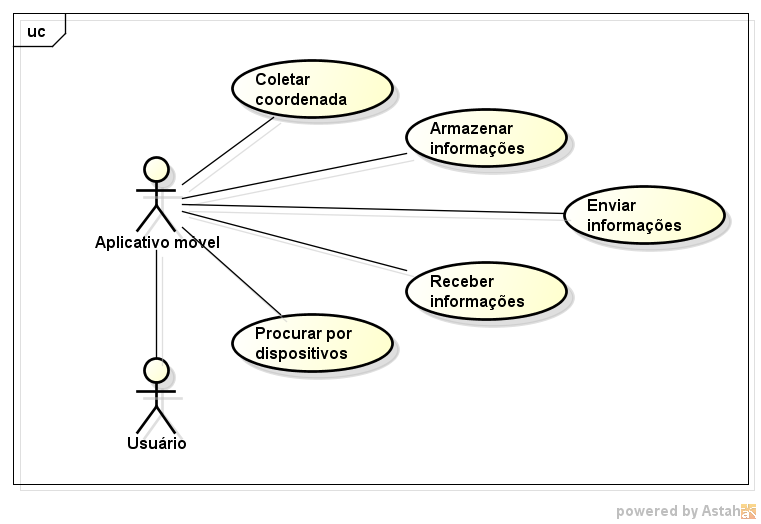 uc
Coletar
coordenada
Armazenar
informações
Aplicativo movel
Enviar
informações
Receber
informações
Procurar por
dispositivos
Usuário
powered by Astah